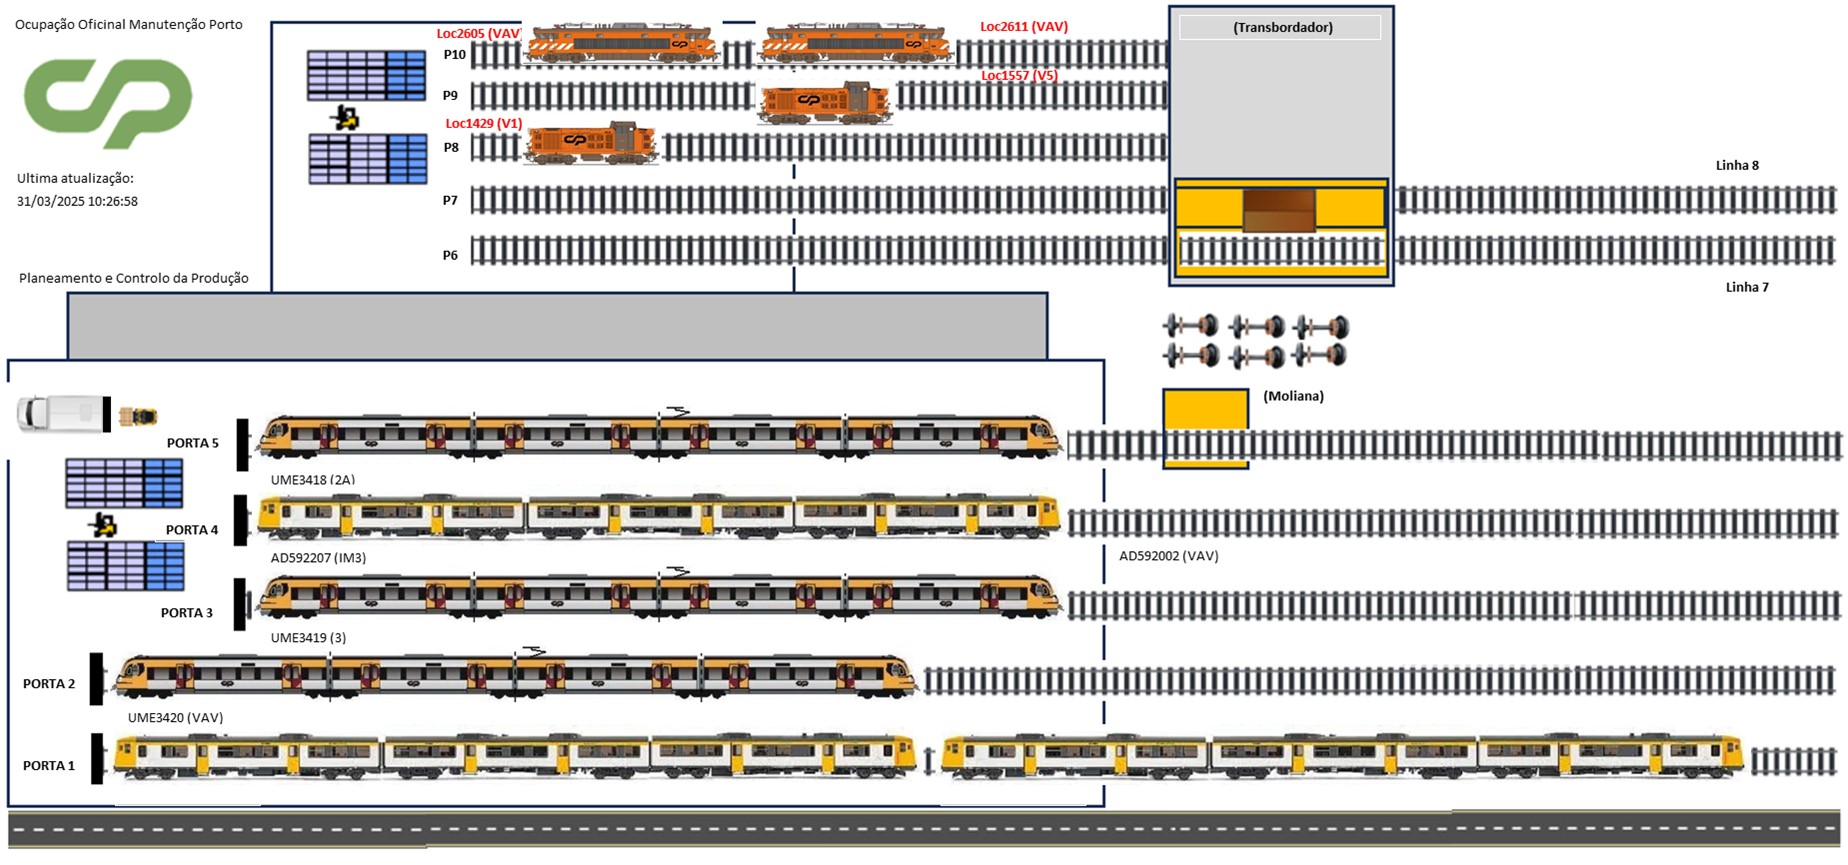 Ocupação Oficinal Manutenção Porto
Loc2605 (VAV)
Loc2611 (VAV)
(Transbordador)
P10
Loc1557 (V5)
P9
Loc1429 (V1)
P8
Linha 8
Ultima atualização:
31/03/2025 10:26:58
P7
P6
Planeamento e Controlo da Produção
Linha 7
(Moliana)
PORTA 5
UME3418 (2A)
PORTA 4
AD592207 (IM3)
AD592002 (VAV)
PORTA 3
UME3419 (3)
PORTA 2
UME3420 (VAV)
PORTA 1